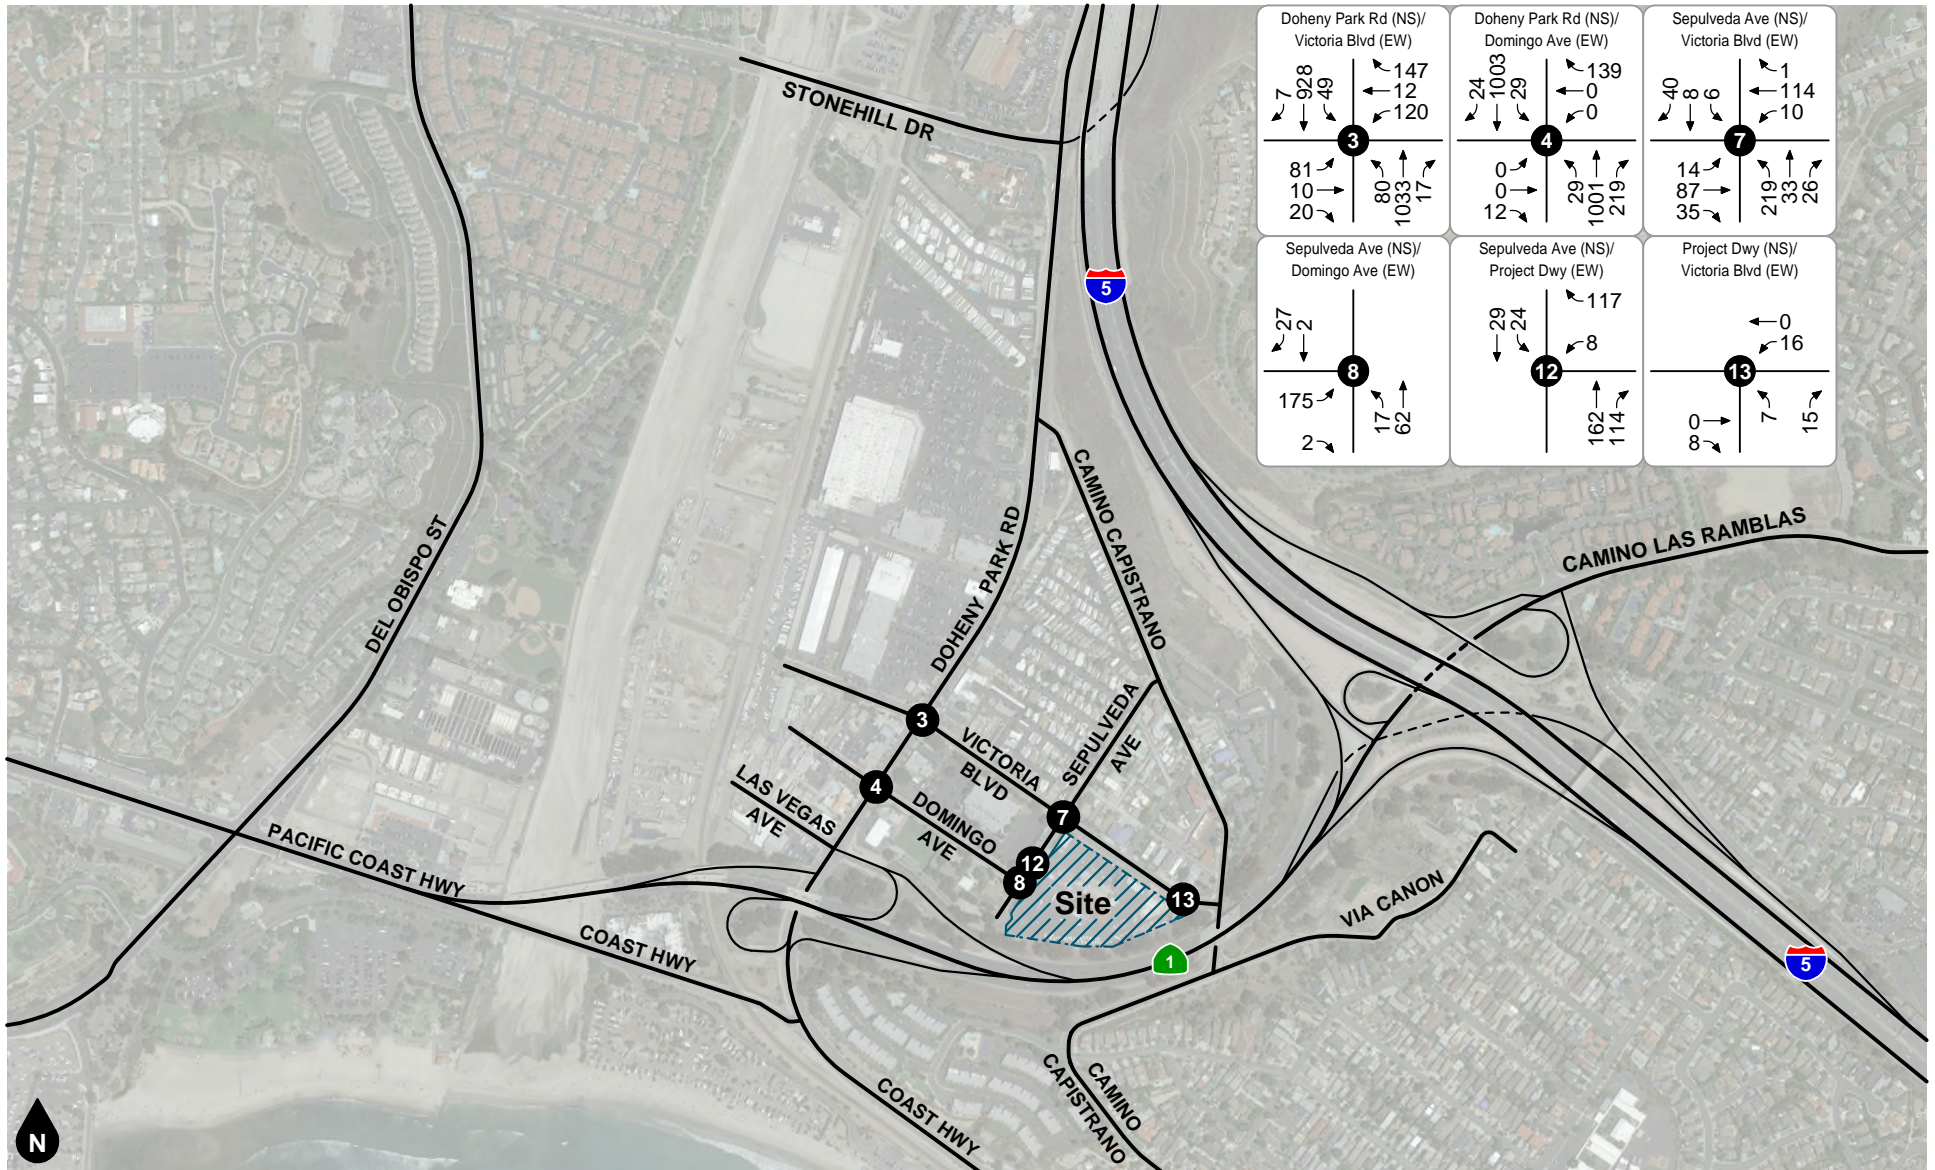 Doheny Park Rd (NS)/
Victoria Blvd (EW)
7
928
49
147
12
120
3
81
10
20
80
1033
17
Doheny Park Rd (NS)/
Domingo Ave (EW)
24
1003
29
139
0
0
4
0
0
12
29
1001
219
Sepulveda Ave (NS)/
Victoria Blvd (EW)
40
8
6
1
114
10
7
14
87
35
219
33
26
Sepulveda Ave (NS)/
Domingo Ave (EW)
27
2
8
175
2
17
62
Sepulveda Ave (NS)/
Project Dwy (EW)
29
24
117
8
12
162
114
Project Dwy (NS)/
Victoria Blvd (EW)
0
16
13
0
8
7
15
STONEHILL DR
5
DEL OBISPO ST
DOHENY PARK RD
CAMINO CAPISTRANO
CAMINO LAS RAMBLAS
SEPULVEDA
AVE
3
VICTORIA
BLVD
4
LAS VEGAS
AVE
DOMINGO
AVE
7
12
8
13
Site
PACIFIC COAST HWY
COAST HWY
VIA CANON
1
5
CAMINO
CAPISTRANO
COAST HWY
N